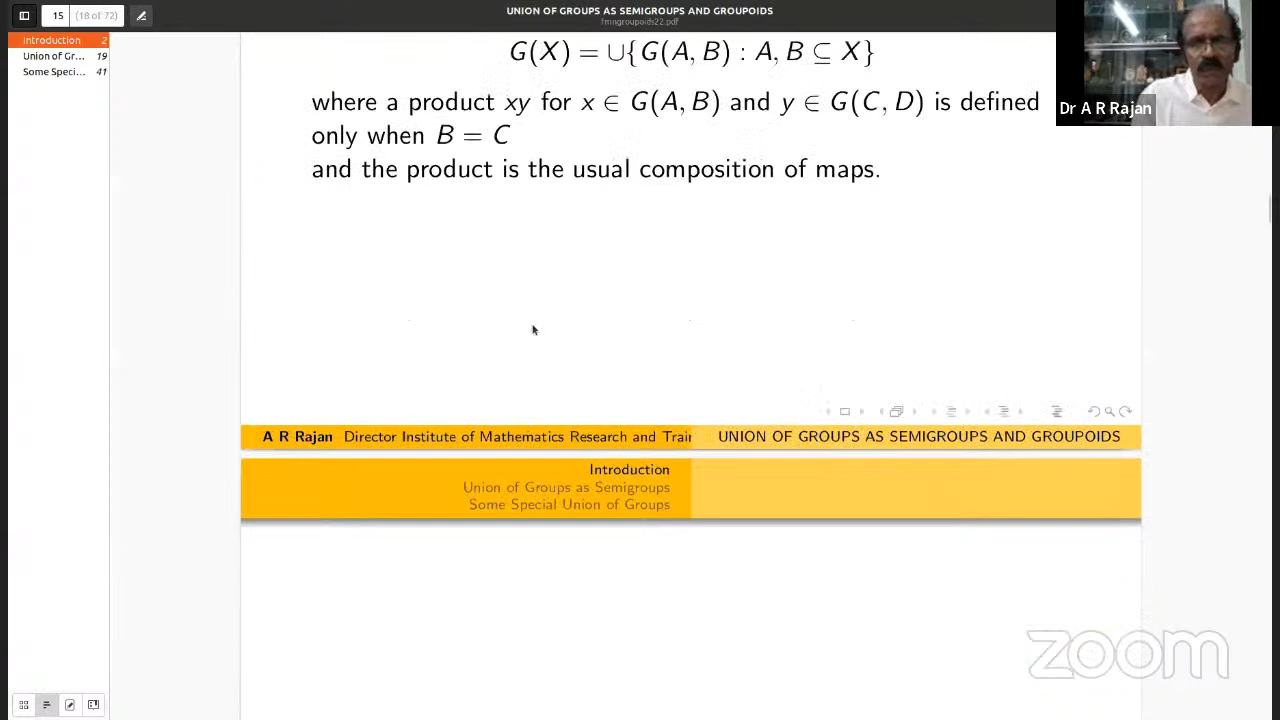 15 (18 of 72)
UNION OF GROUPS AS SEMIGROUPS AND GROUPOIDS
fmngroupoids22.pdf
Introduction 2
Union of Gr... 19
Some Speci... 41
G(X) = ∪{G(A, B) : A, B ⊆ X}
where a product xy for x ∈ G(A, B) and y ∈ G(C, D) is defined
only when B = C
and the product is the usual composition of maps.
Dr A R Rajan
A R Rajan Director Institute of Mathematics Research and Trai
UNION OF GROUPS AS SEMIGROUPS AND GROUPOIDS
Introduction
Union of Groups as Semigroups
Some Special Union of Groups
zoom